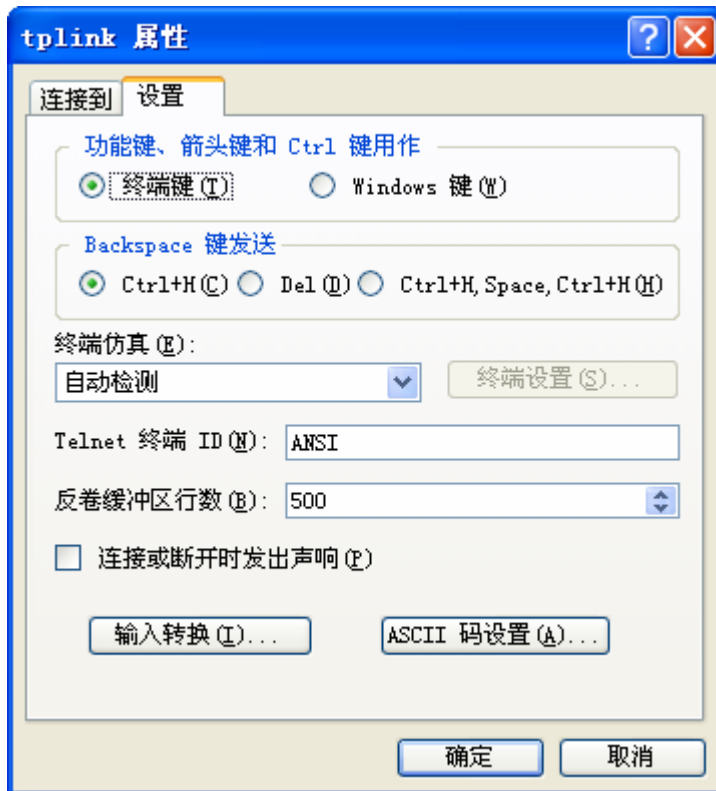 tplink 属性
连接到 设置
功能键、箭头键和 Ctrl 键用作
终端键(T) Windows 键(W)
Backspace 键发送
Ctrl+H(C) Del(D) Ctrl+H, Space, Ctrl+H(H)
终端仿真(E):
自动检测 终端设置(S)...
Telnet 终端 ID(N): ANSI
反卷缓冲区行数(B): 500
连接或断开时发出声响(P)
输入转换(I)... ASCII 码设置(A)...
确定 取消